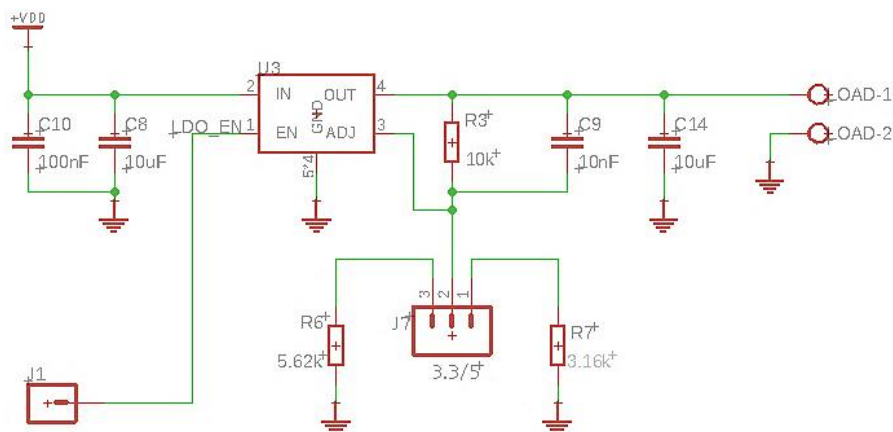 +VDD
U3
2 IN OUT 4
C10
C8
LDO_EN
1 EN GND ADJ 3
100nF
10uF
5*4
R3
10k
C9
10nF
C14
10uF
LOAD-1
LOAD-2
3 2 1
R6
5.62k
J7
3.3/5
R7
3.16k
J1